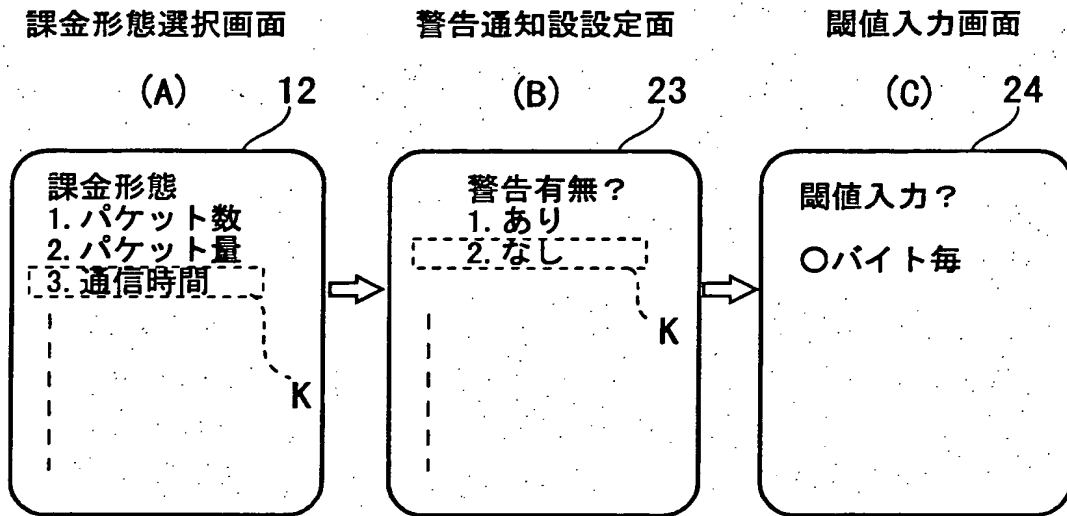 課金形態選択画面
(A)
12
課金形態
1. パケット数
2. パケット量
3. 通信時間
K
警告通知設設定面
(B)
23
警告有無？
1. あり
2. なし
K
閾値入力画面
(C)
24
閾値入力？
○バイト毎